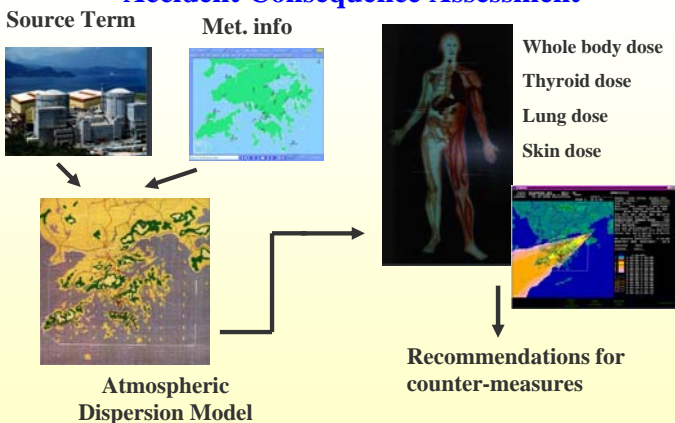 Accident Consequence Assessment
Source Term
Met. info
Whole body dose
Thyroid dose
Lung dose
Skin dose
Atmospheric
Dispersion Model
Recommendations for
counter-measures